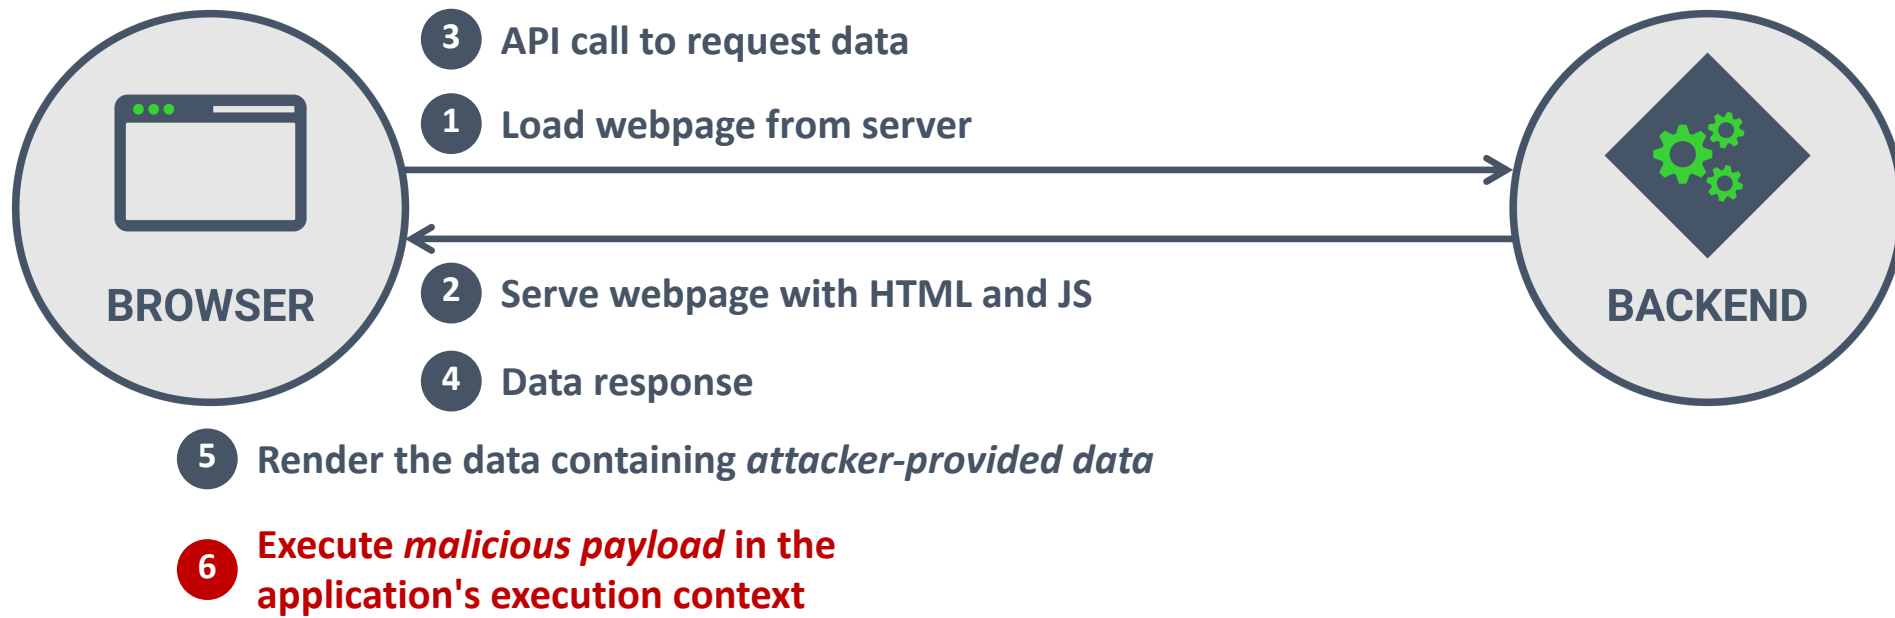 3 API call to request data
1 Load webpage from server
BROWSER
BACKEND
2 Serve webpage with HTML and JS
4 Data response
5 Render the data containing attacker-provided data
6 Execute malicious payload in the
application's execution context